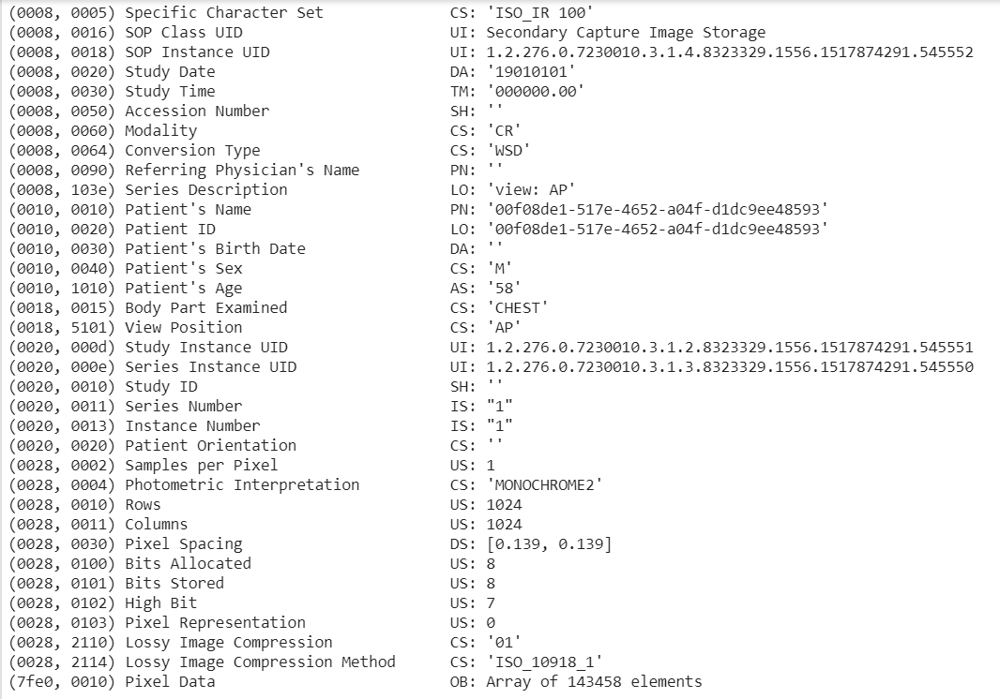 (0008, 0005) Specific Character Set CS: 'ISO_IR 100'
(0008, 0016) SOP Class UID UI: Secondary Capture Image Storage
(0008, 0018) SOP Instance UID UI: 1.2.276.0.7230010.3.1.4.8323329.1556.1517874291.545552
(0008, 0020) Study Date DA: '19010101'
(0008, 0030) Study Time TM: '000000.00'
(0008, 0050) Accession Number SH: ''
(0008, 0060) Modality CS: 'CR'
(0008, 0064) Conversion Type CS: 'WSD'
(0008, 0090) Referring Physician's Name PN: ''
(0008, 103e) Series Description LO: 'view: AP'
(0010, 0010) Patient's Name PN: '00f08de1-517e-4652-a04f-d1dc9ee48593'
(0010, 0020) Patient ID LO: '00f08de1-517e-4652-a04f-d1dc9ee48593'
(0010, 0030) Patient's Birth Date DA: ''
(0010, 0040) Patient's Sex CS: 'M'
(0010, 1010) Patient's Age AS: '58'
(0018, 0015) Body Part Examined CS: 'CHEST'
(0018, 5101) View Position CS: 'AP'
(0020, 000d) Study Instance UID UI: 1.2.276.0.7230010.3.1.2.8323329.1556.1517874291.545551
(0020, 000e) Series Instance UID UI: 1.2.276.0.7230010.3.1.3.8323329.1556.1517874291.545550
(0020, 0010) Study ID SH: ''
(0020, 0011) Series Number IS: "1"
(0020, 0013) Instance Number IS: "1"
(0020, 0020) Patient Orientation CS: ''
(0028, 0002) Samples per Pixel US: 1
(0028, 0004) Photometric Interpretation CS: 'MONOCHROME2'
(0028, 0010) Rows US: 1024
(0028, 0011) Columns US: 1024
(0028, 0030) Pixel Spacing DS: [0.139, 0.139]
(0028, 0100) Bits Allocated US: 8
(0028, 0101) Bits Stored US: 8
(0028, 0102) High Bit US: 7
(0028, 0103) Pixel Representation US: 0
(0028, 2110) Lossy Image Compression CS: '01'
(0028, 2114) Lossy Image Compression Method CS: 'ISO_10918_1'
(7fe0, 0010) Pixel Data OB: Array of 143458 elements